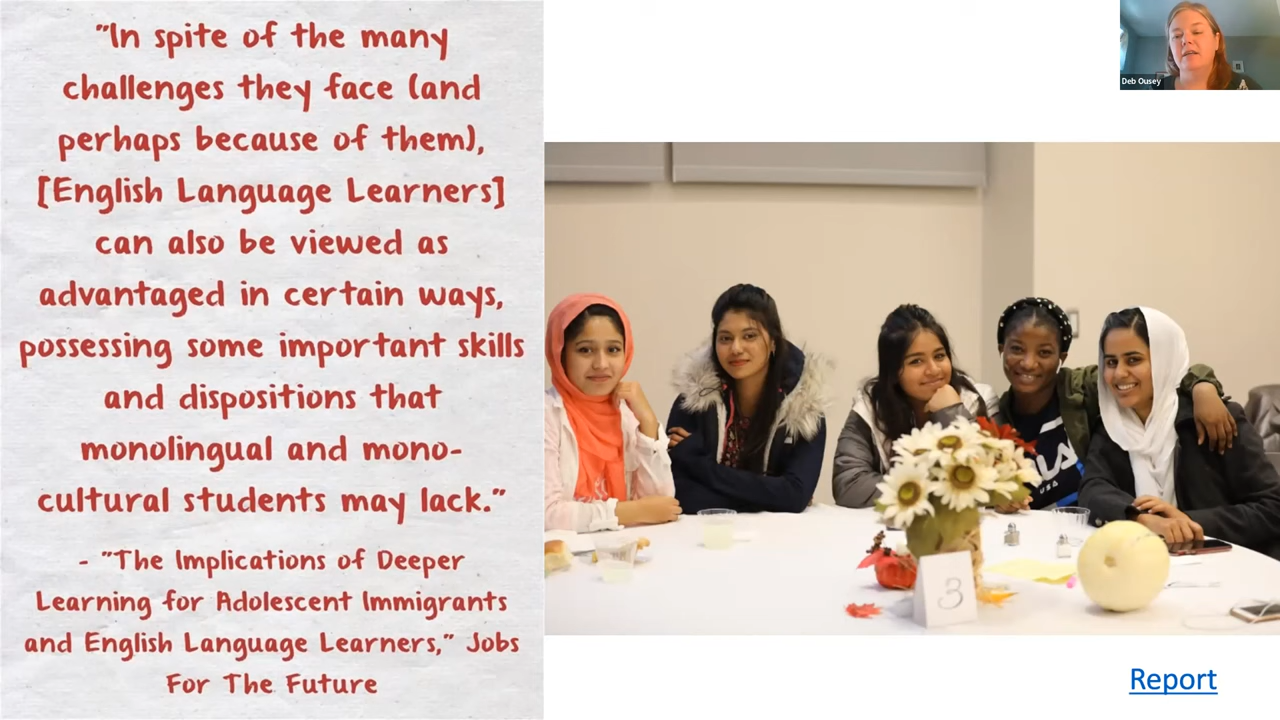 "In spite of the many
challenges they face (and
perhaps because of them),
[English Language Learners]
can also be viewed as
advantaged in certain ways,
possessing some important skills
and dispositions that
monolingual and mono-
cultural students may lack."
- "The Implications of Deeper
Learning for Adolescent Immigrants
and English Language Learners," Jobs
For The Future
Deb Ousey
USA
3
Report